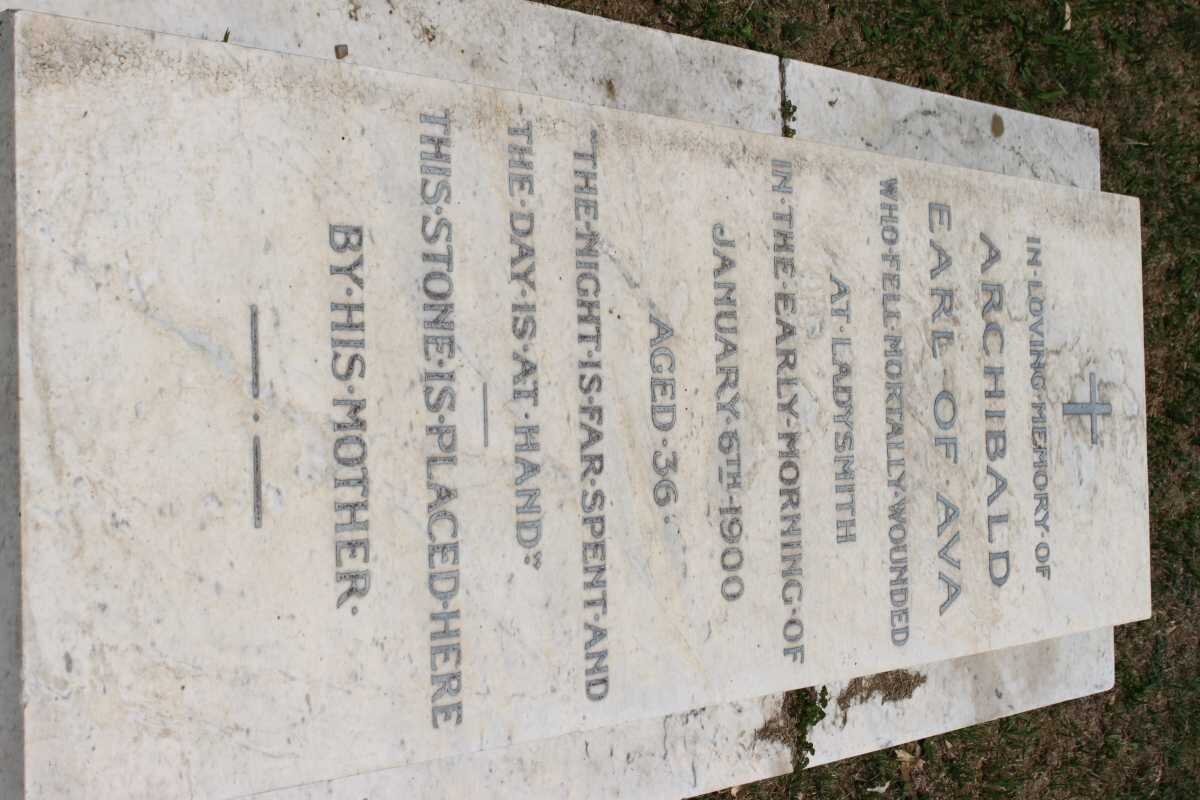 IN·LOVING·MEMORY·OF
ARCHIBALD
EARL OF AVA
WHO·FELL·MORTALLY·WOUNDED
AT·LADYSMITH
IN·THE·EARLY·MORNING·OF
JANUARY·6TH·1900
AGED·36·
"THE·NIGHT·IS·FAR·SPENT·AND
THE·DAY·IS·AT·HAND"
THIS·STONE·IS·PLACED·HERE
BY·HIS·MOTHER·